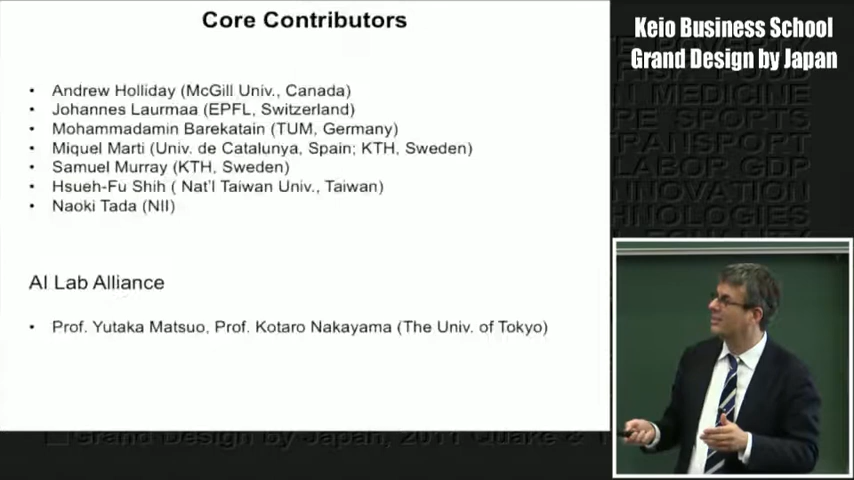 Core Contributors
• Andrew Holliday (McGill Univ., Canada)
• Johannes Laurmaa (EPFL, Switzerland)
• Mohammadamin Barekatain (TUM, Germany)
• Miquel Marti (Univ. de Catalunya, Spain; KTH, Sweden)
• Samuel Murray (KTH, Sweden)
• Hsueh-Fu Shih ( Nat'l Taiwan Univ., Taiwan)
• Naoki Tada (NII)
AI Lab Alliance
• Prof. Yutaka Matsuo, Prof. Kotaro Nakayama (The Univ. of Tokyo)
Keio Business School
Grand Design by Japan
POVERTY
FOOD
MEDICINE
SPORTS
LABOR GDP
Grand Design by Japan, 2011 Quake &